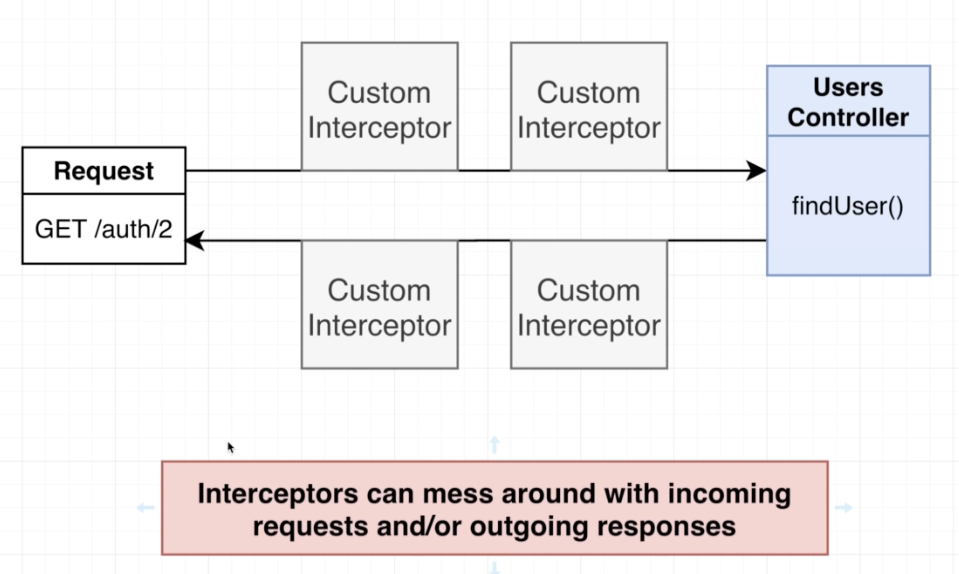 Custom
Interceptor
Custom
Interceptor
Users
Controller
Request
GET /auth/2
findUser()
Custom
Interceptor
Custom
Interceptor
Interceptors can mess around with incoming
requests and/or outgoing responses